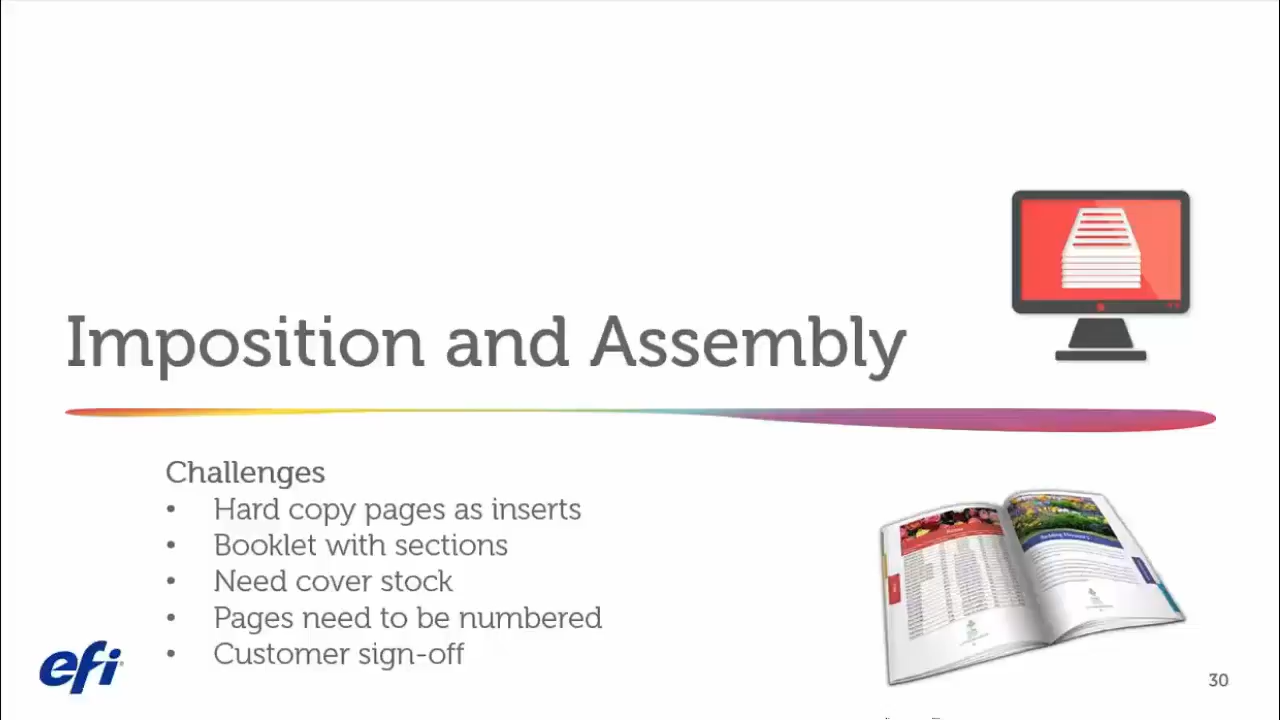 Imposition and Assembly
Challenges
• Hard copy pages as inserts
• Booklet with sections
• Need cover stock
• Pages need to be numbered
• Customer sign-off
efi
30